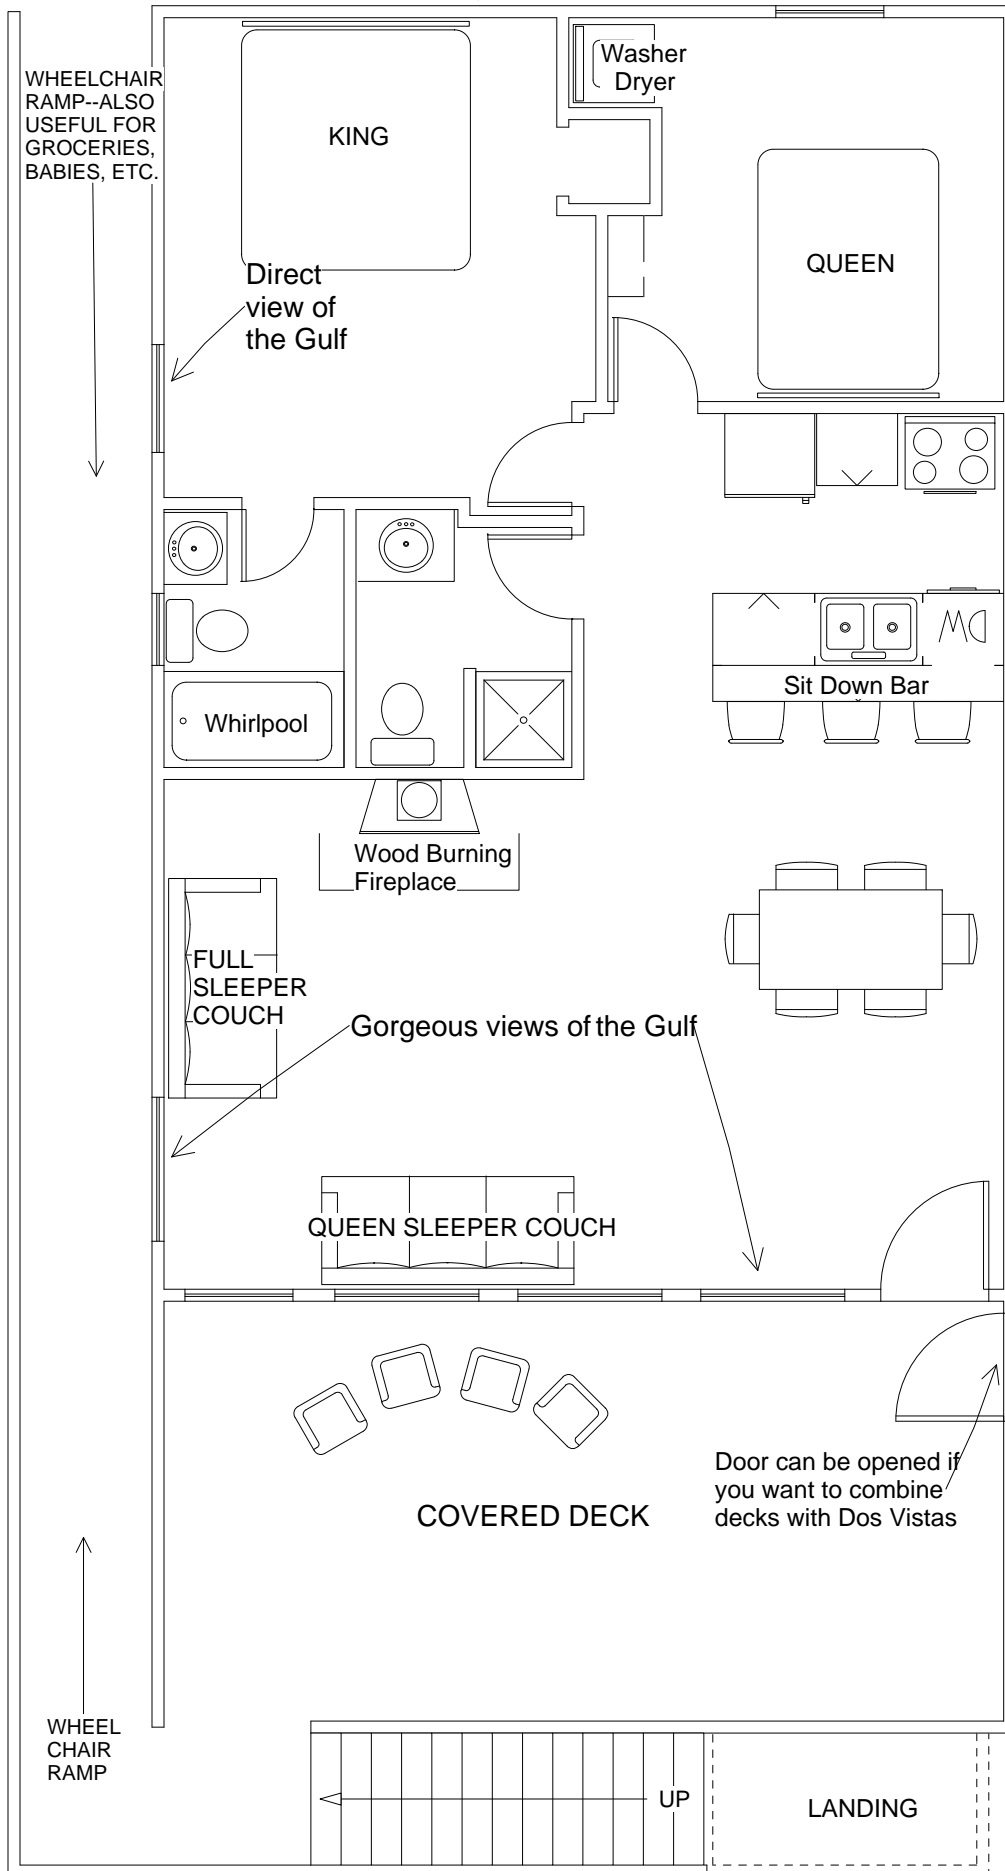 WHEELCHAIR
RAMP--ALSO
USEFUL FOR
GROCERIES,
BABIES, ETC.
KING
Washer
Dryer
QUEEN
Direct
view of
the Gulf
DW
Sit Down Bar
Whirlpool
Wood Burning
Fireplace
FULL
SLEEPER
COUCH
Gorgeous views of the Gulf
QUEEN SLEEPER COUCH
Door can be opened if
you want to combine
decks with Dos Vistas
COVERED DECK
WHEEL
CHAIR
RAMP
UP
LANDING